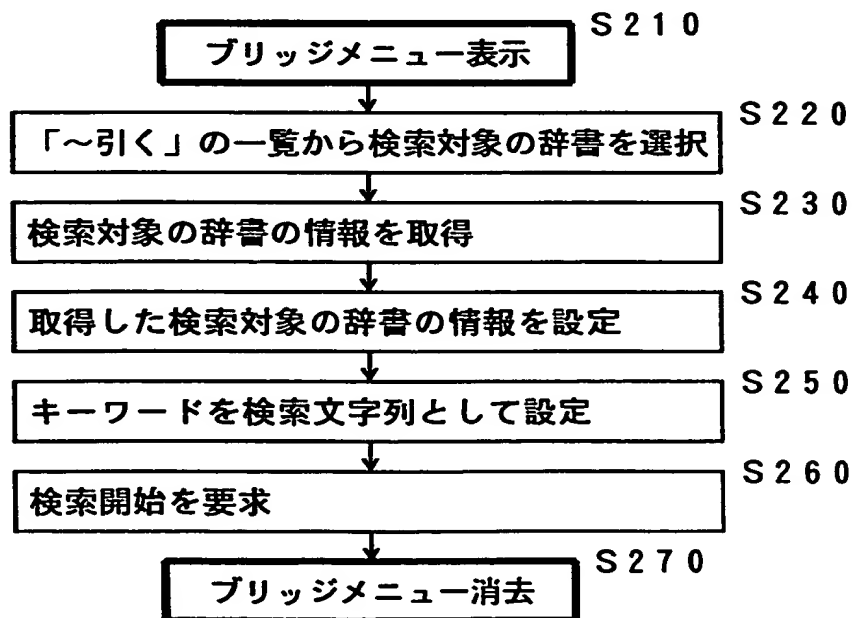 S210
ブリッジメニュー表示
S220
「～引く」の一覧から検索対象の辞書を選択
S230
検索対象の辞書の情報を取得
S240
取得した検索対象の辞書の情報を設定
S250
キーワードを検索文字列として設定
S260
検索開始を要求
S270
ブリッジメニュー消去